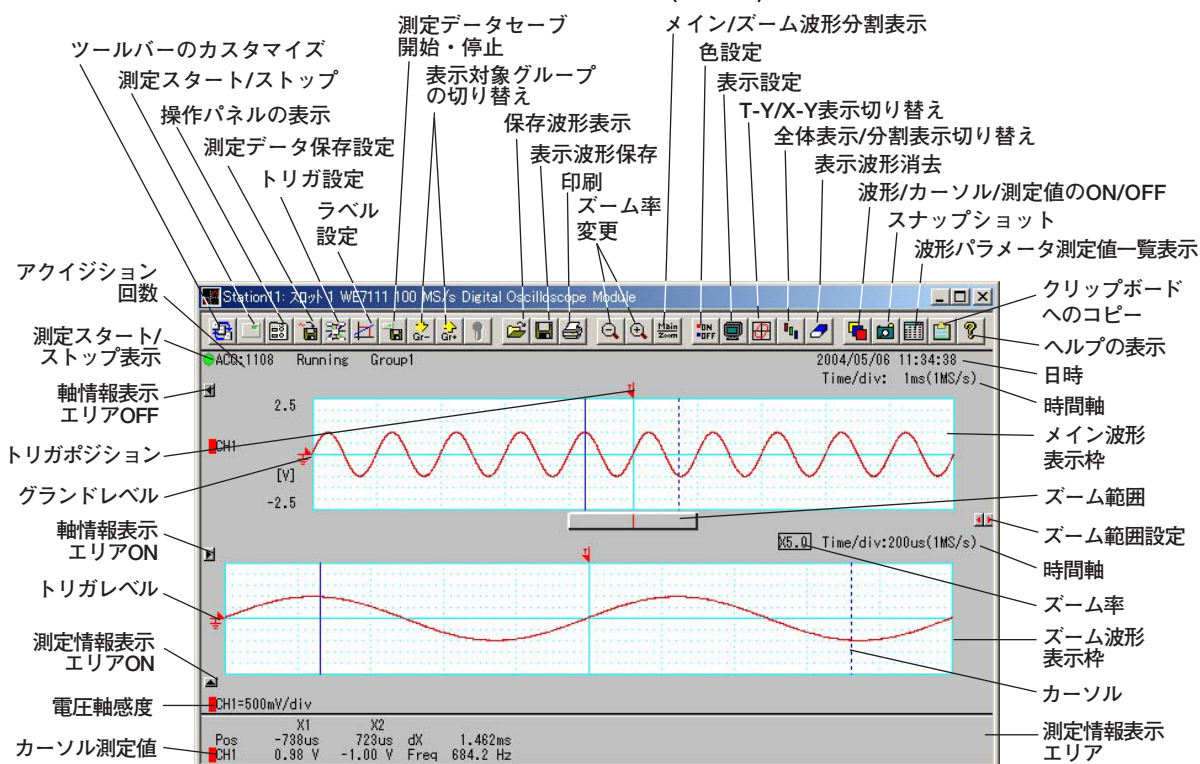 測定データセーブ
開始・停止
メイン/ズーム波形分割表示
ツールバーのカスタマイズ
色設定
測定スタート/ストップ
表示対象グループ
の切り替え
表示設定
操作パネルの表示
保存波形表示
T-Y/X-Y表示切り替え
測定データ保存設定
表示波形保存
全体表示/分割表示切り替え
トリガ設定
印刷
表示波形消去
ラベル
設定
ズーム率
変更
波形/カーソル/測定値のON/OFF
スナップショット
波形パラメータ測定値一覧表示
アクイジション
回数
クリップボード
へのコピー
Station11: スロット1 WE7111 100 MS/s Digital Oscilloscope Module
Gr- Gr+ Main Zoom ON OFF
測定スタート/
ストップ表示
ヘルプの表示
ACQ:1108 Running Group1
2004/05/06 11:34:38
日時
Time/div: 1ms(1MS/s)
軸情報表示
エリアOFF
時間軸
2.5
CH1
メイン波形
表示枠
トリガポジション
[V]
グランドレベル
-2.5
ズーム範囲
軸情報表示
エリアON
ズーム範囲設定
X5.0 Time/div:200us(1MS/s)
時間軸
トリガレベル
ズーム率
測定情報表示
エリアON
ズーム波形
表示枠
カーソル
電圧軸感度
CH1=500mV/div
X1 X2
Pos -738us 723us dX 1.462ms
CH1 0.98 V -1.00 V Freq 684.2 Hz
カーソル測定値
測定情報表示
エリア